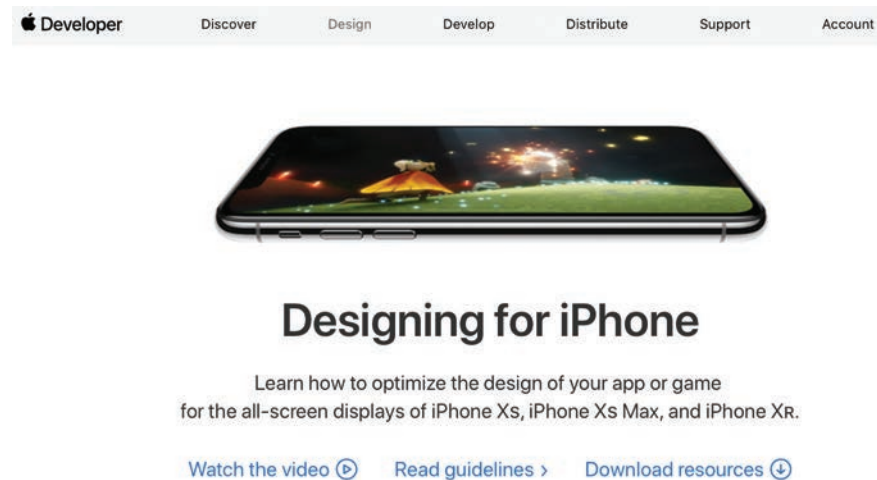 Developer Discover Design Develop Distribute Support Account
Designing for iPhone
Learn how to optimize the design of your app or game
for the all-screen displays of iPhone Xs, iPhone Xs Max, and iPhone XR.
Watch the video Read guidelines > Download resources